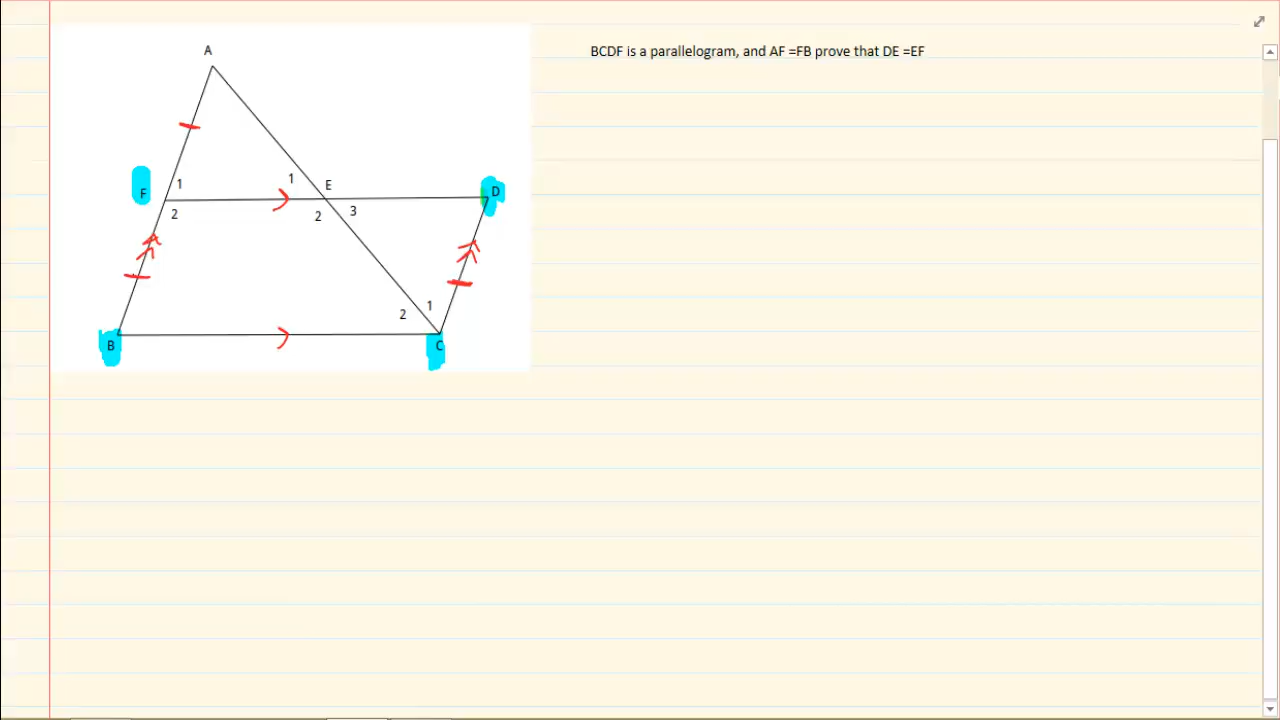 BCDF is a parallelogram, and AF =FB prove that DE =EF
A
F
1
1
E
D
2
2
3
2
1
B
C